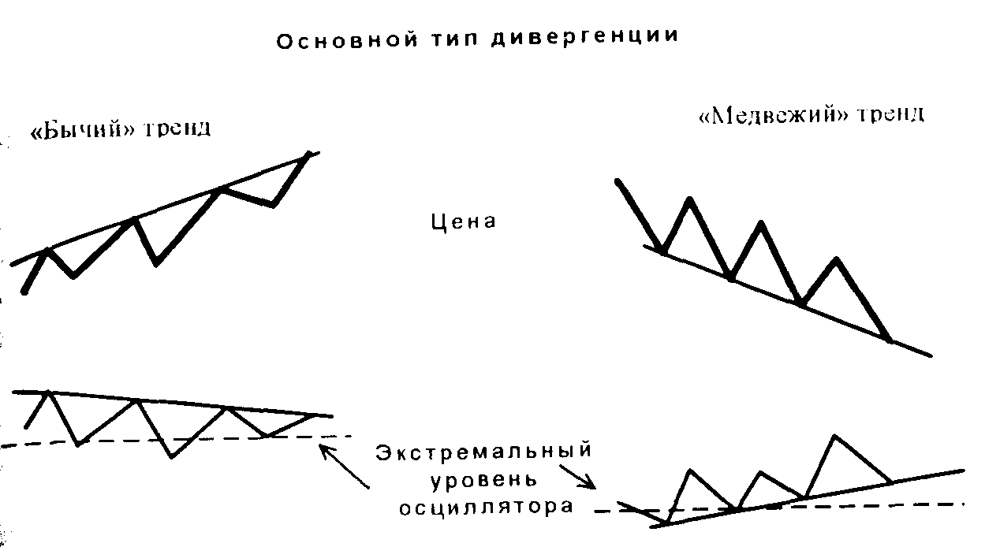 Основной тип дивергенции
«Бычий» тренд
«Медвежий» тренд
Цена
Экстремальный
уровень
осциллятора